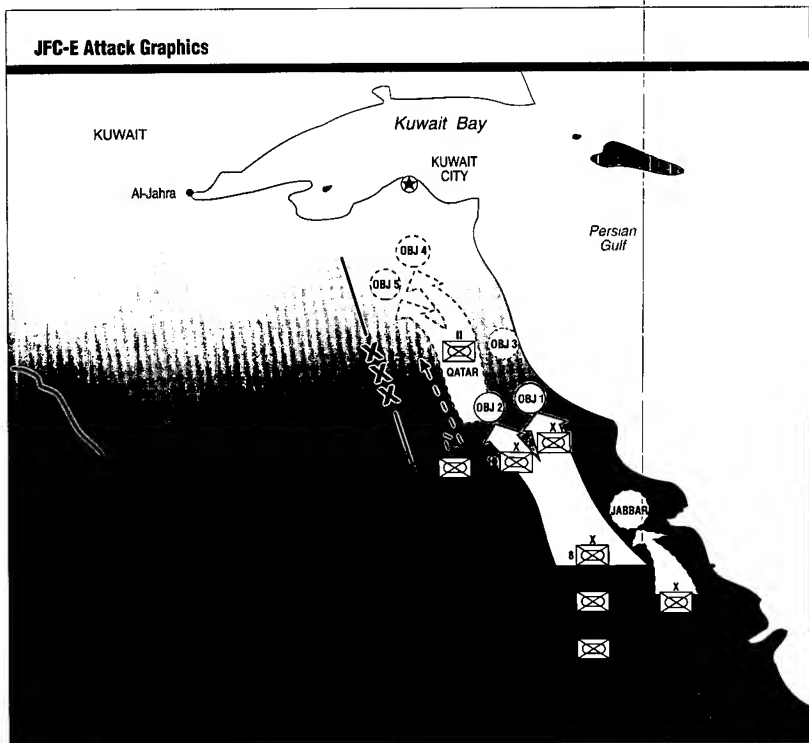 JFC-E Attack Graphics
Kuwait Bay
KUWAIT
KUWAIT
CITY
Al-Jahra
Persian
Gulf
OBJ 4
OBJ 5
II
OBJ 3
QATAR
OBJ 2
OBJ 1
XXX
X
X
JABBAR
X
8
X